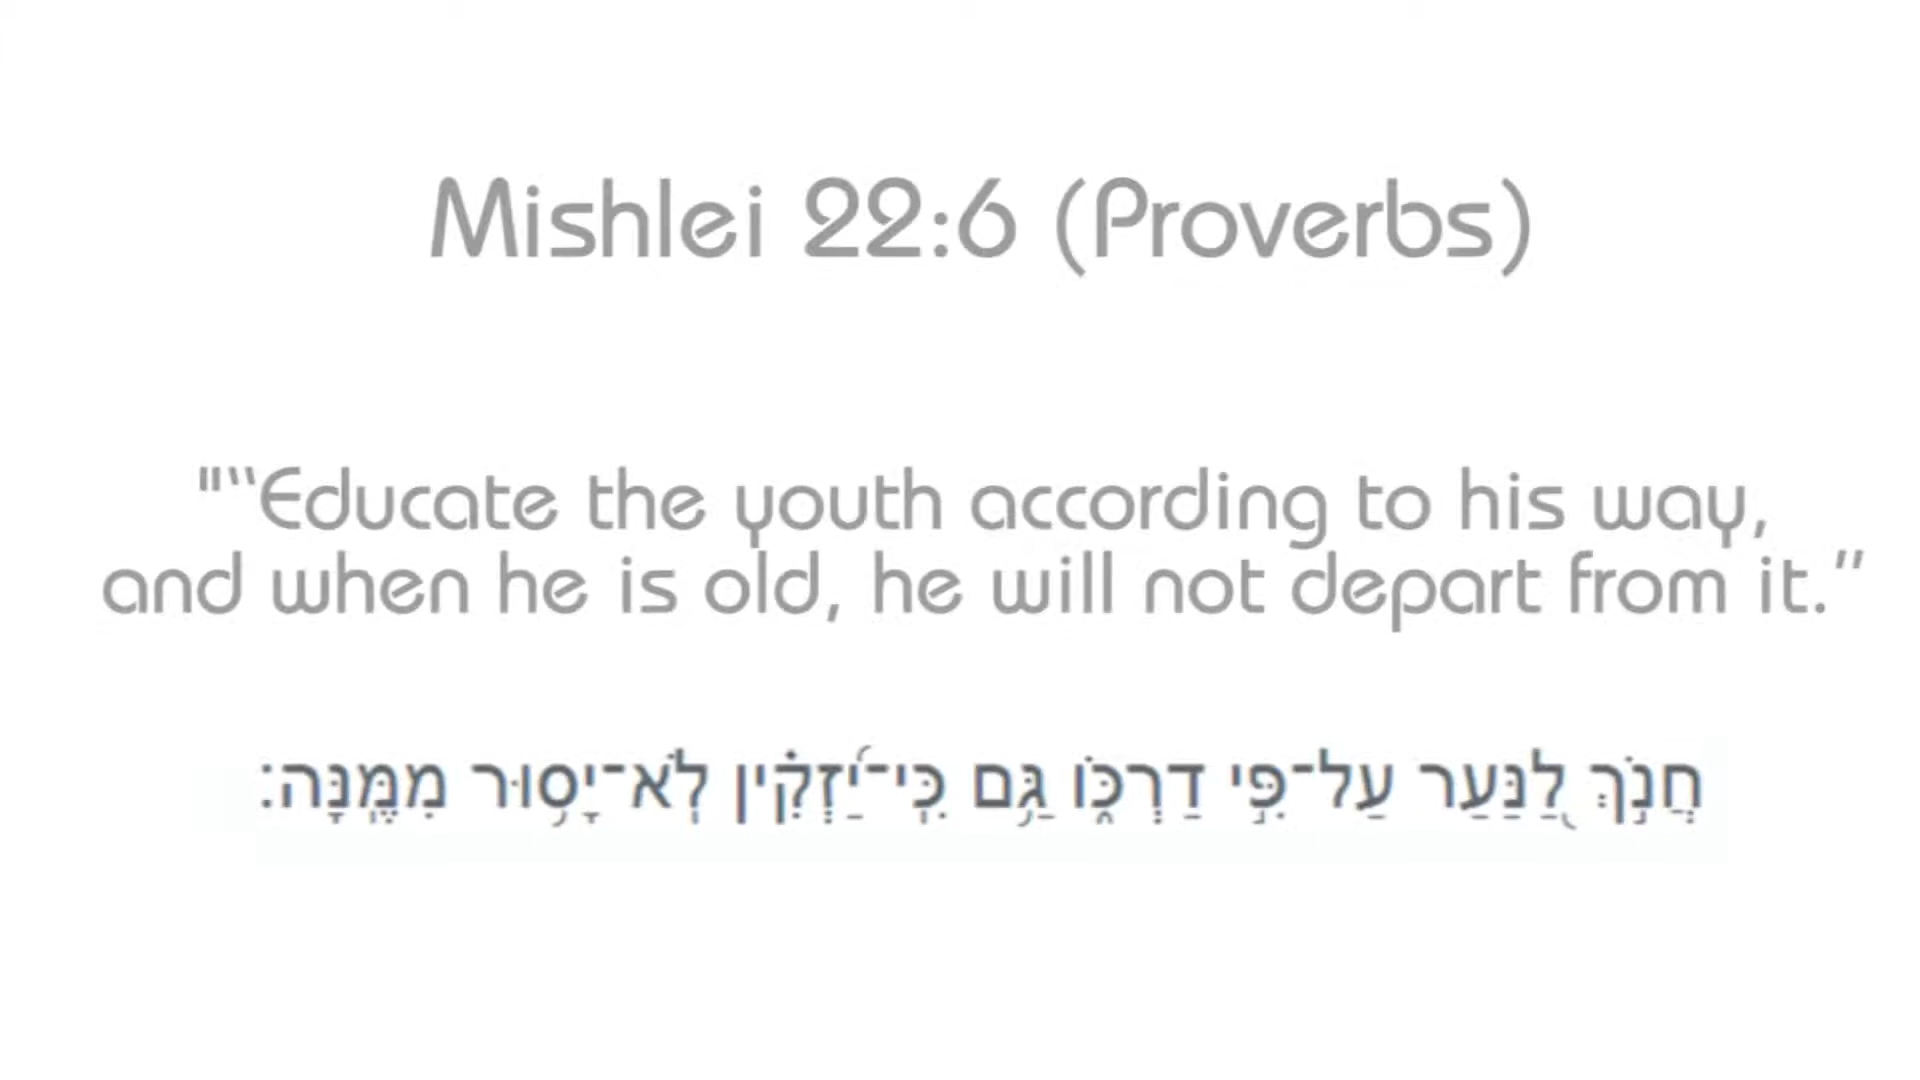 Mishlei 22:6 (Proverbs)
"“Educate the youth according to his way,
and when he is old, he will not depart from it.”
חֲנֹ֣ךְ לַ֭נַּעַר עַל־פִּ֣י דַרְכּ֑וֹ גַּ֥ם כִּֽי־יַ֝זְקִ֗ין לֹֽא־יָס֥וּר מִמֶּֽנָּה׃